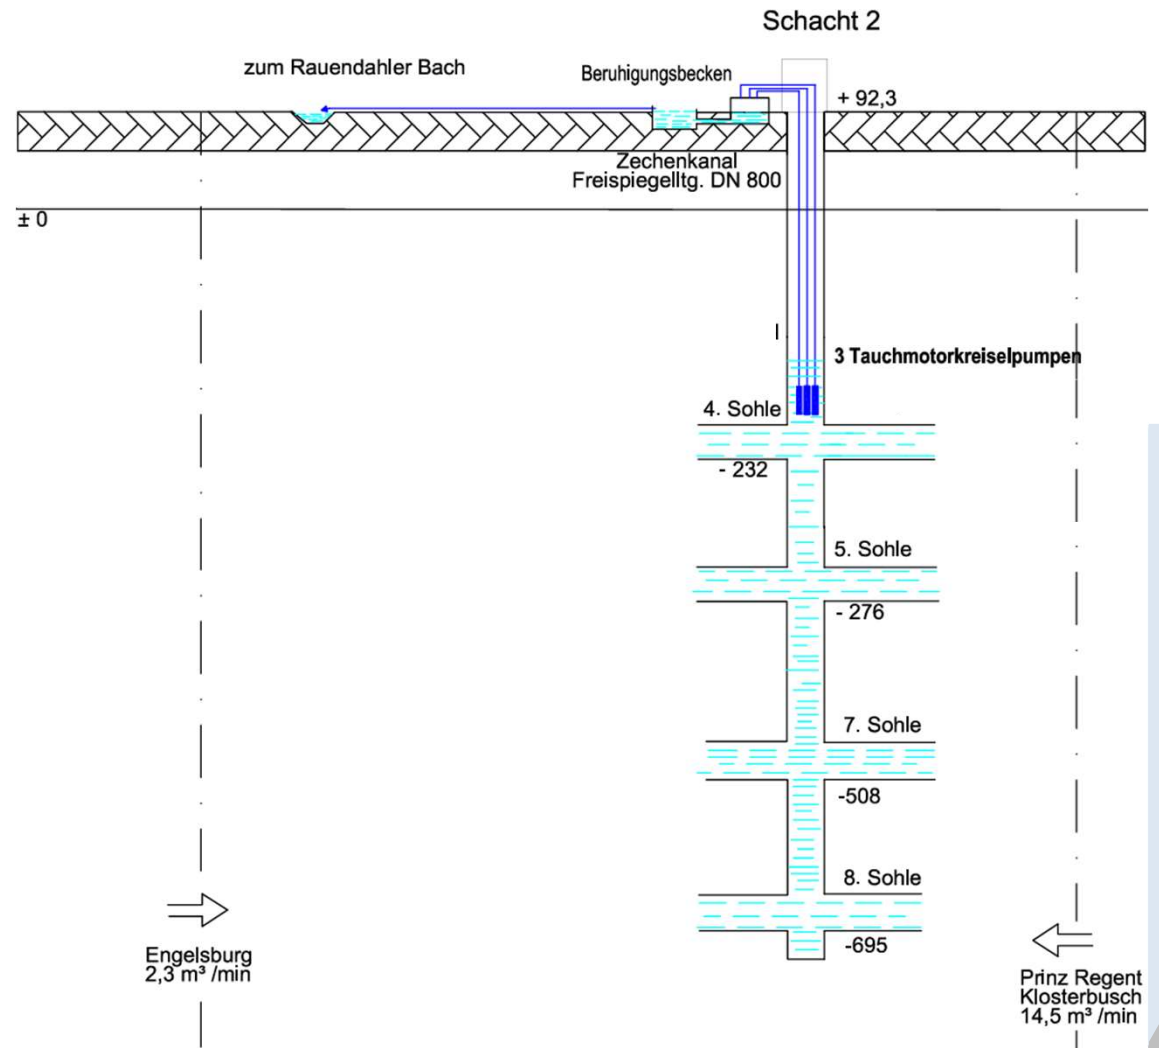 Schacht 2
zum Rauendahler Bach
Beruhigungsbecken
+ 92,3
Zechenkanal
Freispiegelltg. DN 800
± 0
3 Tauchmotorkreiselpumpen
4. Sohle
- 232
5. Sohle
- 276
7. Sohle
-508
8. Sohle
-695
Engelsburg
2,3 m³ /min
Prinz Regent
Klosterbusch
14,5 m³ /min